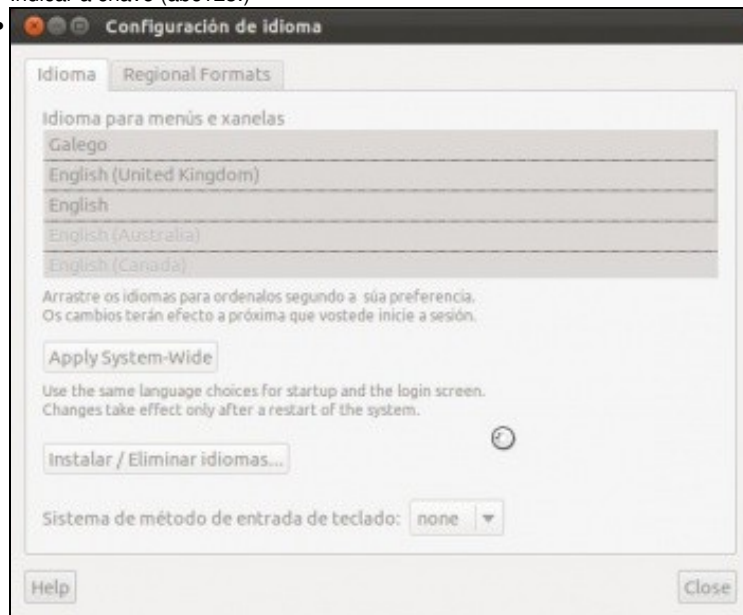 indicar a chave (abc123.)
Configuración de idioma
Idioma
Regional Formats
Idioma para menús e xanelas
Galego
English (United Kingdom)
English
English (Australia)
English (Canada)
Arrastre os idiomas para ordenalos segundo a súa preferencia.
Os cambios terán efecto a próxima que vostede inicie a sesión.
Apply System-Wide
Use the same language choices for startup and the login screen.
Changes take effect only after a restart of the system.
Instalar / Eliminar idiomas...
Sistema de método de entrada de teclado: none
Help
Close